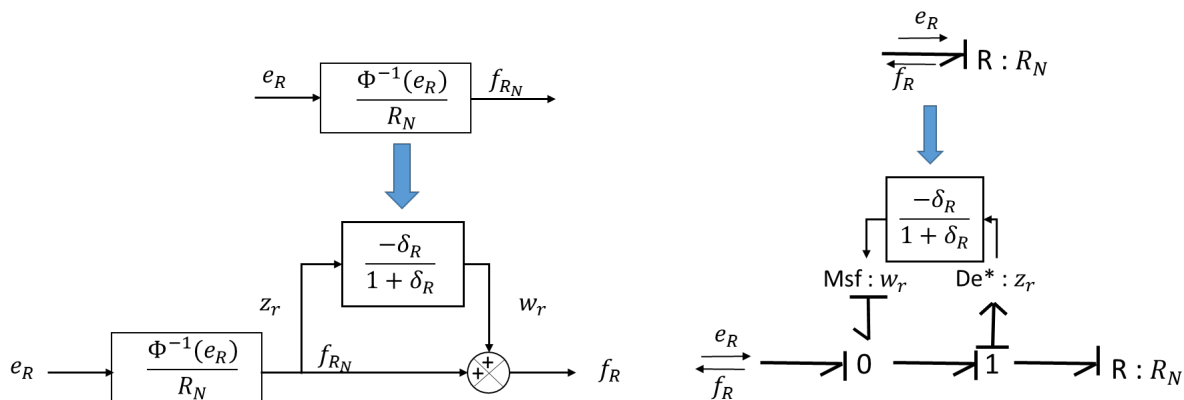 e_R
Φ⁻¹(e_R)
R_N
f_{R_N}
−δ_R
1 + δ_R
z_r
w_r
e_R
Φ⁻¹(e_R)
R_N
f_{R_N}
+
+
f_R
e_R
f_R
R : R_N
−δ_R
1 + δ_R
Msf : w_r
De* : z_r
e_R
f_R
0
1
R : R_N